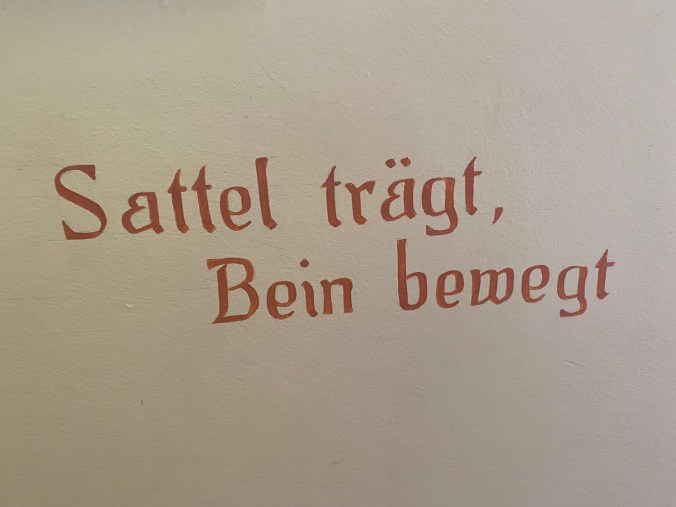 Sattel trägt,
Bein bewegt